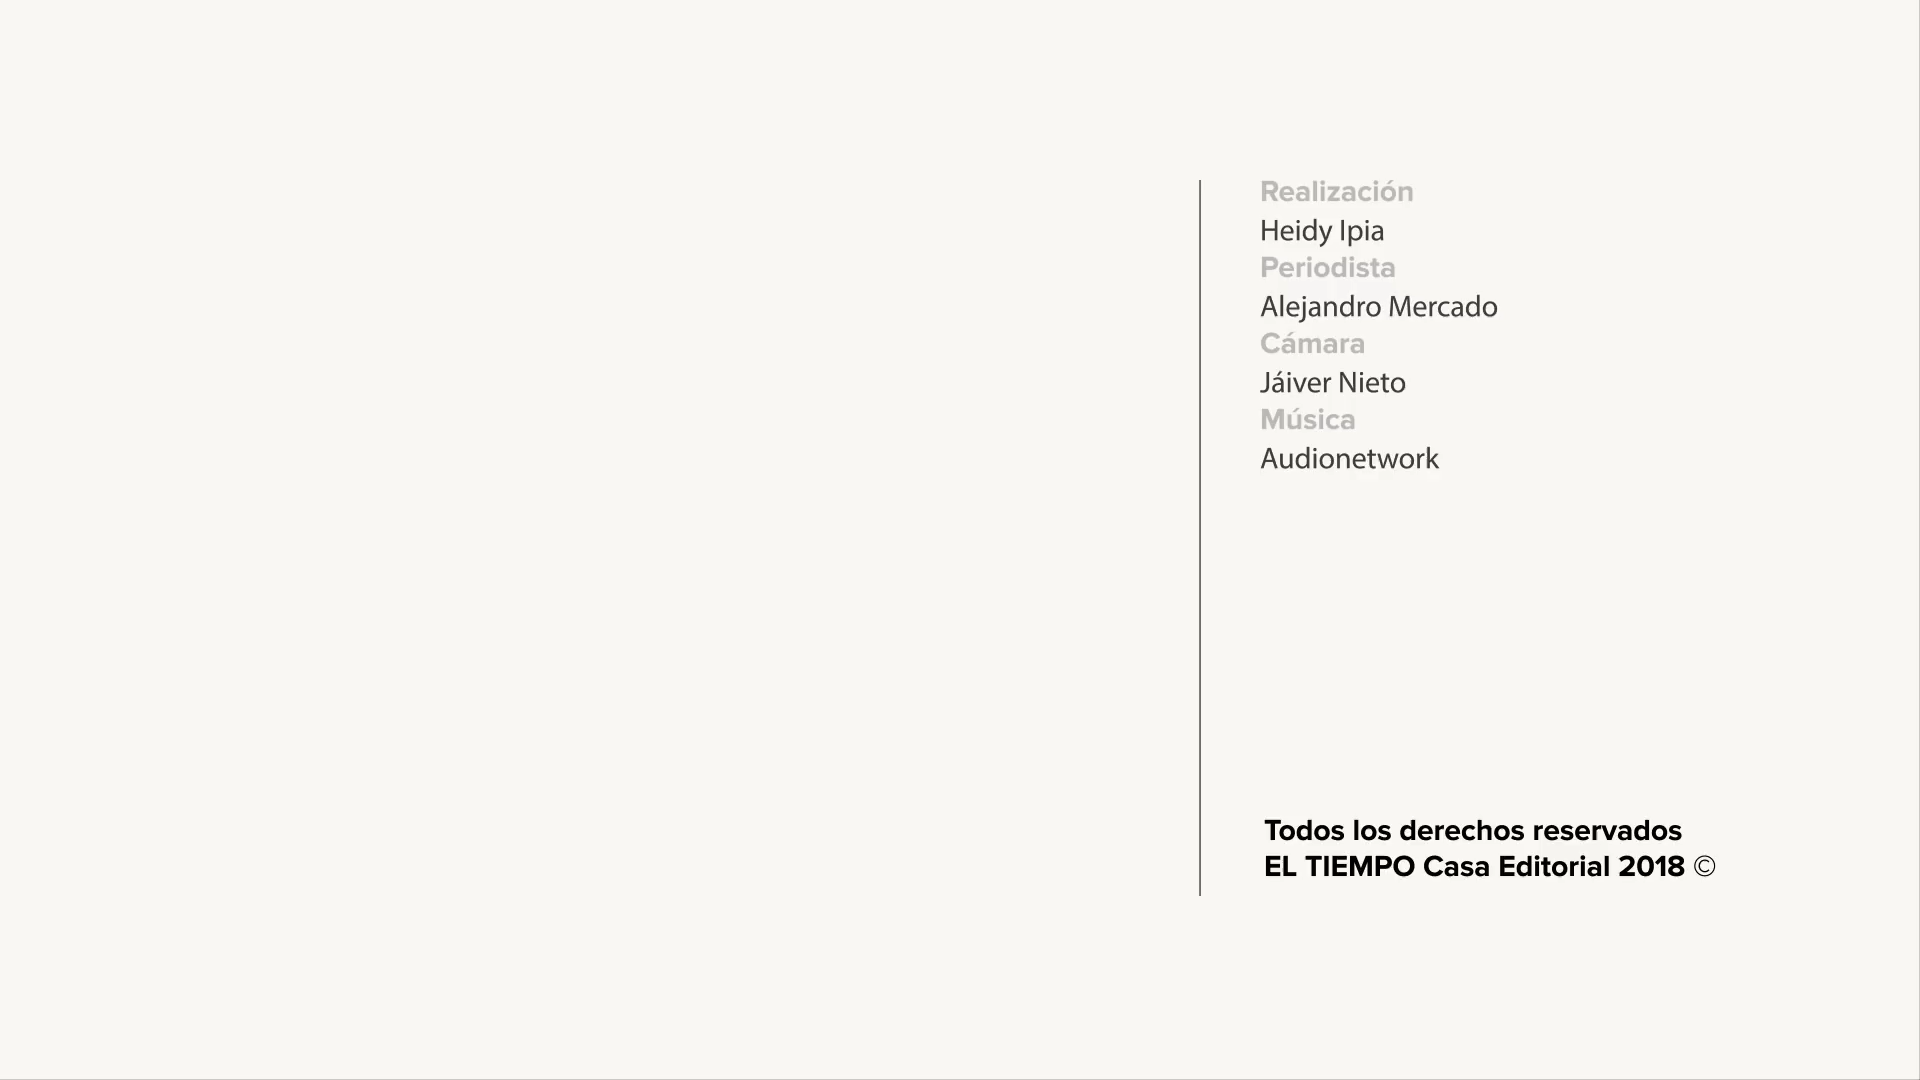 Realización
Heidy Ipia
Periodista
Alejandro Mercado
Cámara
Jáiver Nieto
Música
Audionetwork
Todos los derechos reservados
EL TIEMPO Casa Editorial 2018 ©